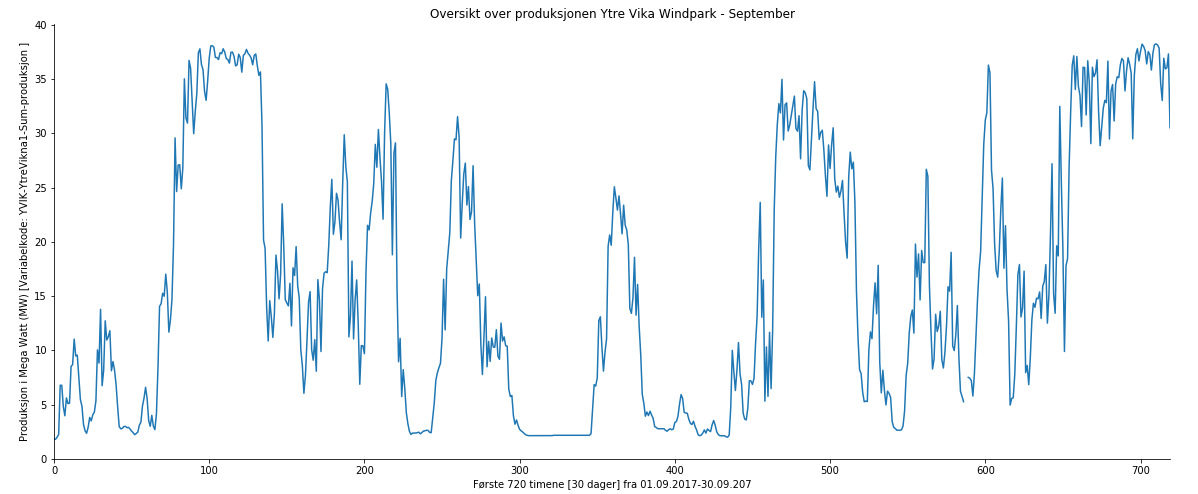 Oversikt over produksjonen Ytre Vika Windpark - September
Produksjon i Mega Watt (MW) [Variabelkode: YVIK-YtreVikna1-Sum-produksjon ]
40
35
30
25
20
15
10
5
0
0 100 200 300 400 500 600 700
Første 720 timene [30 dager] fra 01.09.2017-30.09.207